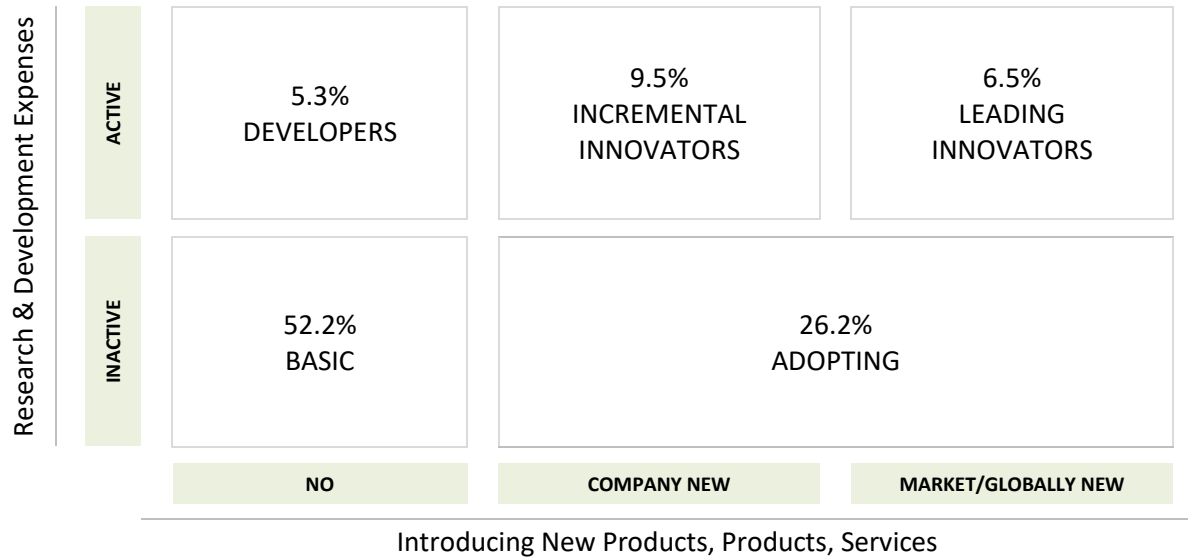 Research & Development Expenses
ACTIVE
5.3%
DEVELOPERS
9.5%
INCREMENTAL
INNOVATORS
6.5%
LEADING
INNOVATORS
INACTIVE
52.2%
BASIC
26.2%
ADOPTING
NO
COMPANY NEW
MARKET/GLOBALLY NEW
Introducing New Products, Products, Services